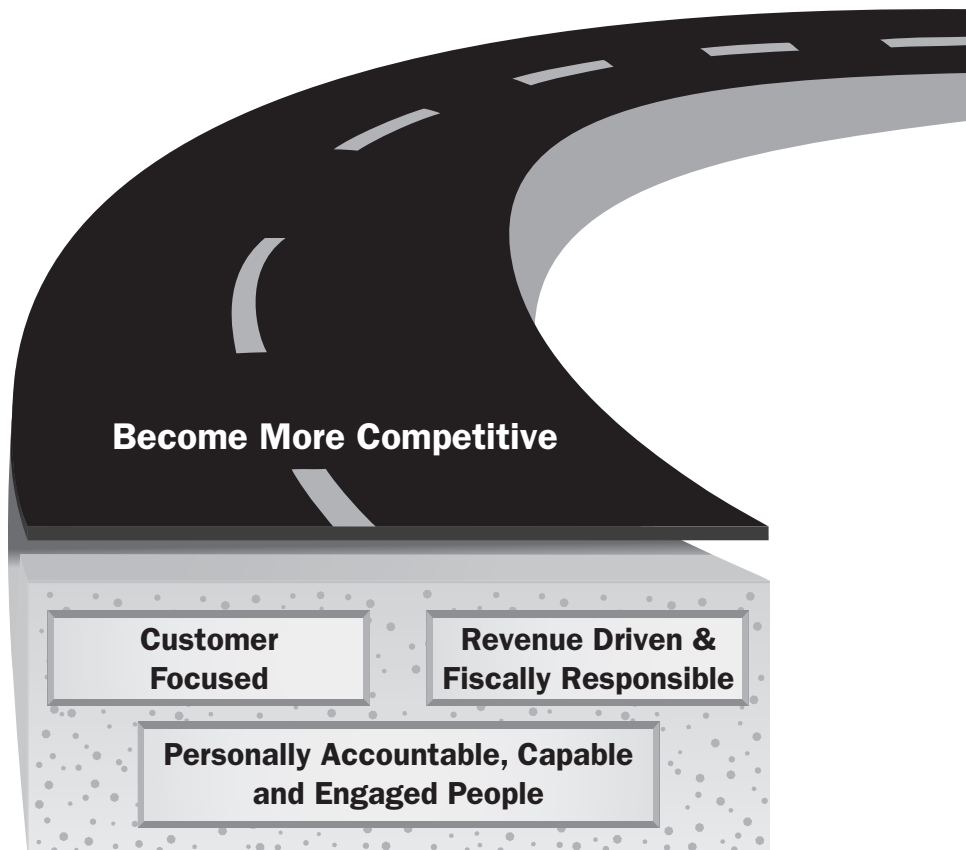 Become More Competitive
Customer
Focused
Revenue Driven &
Fiscally Responsible
Personally Accountable, Capable
and Engaged People